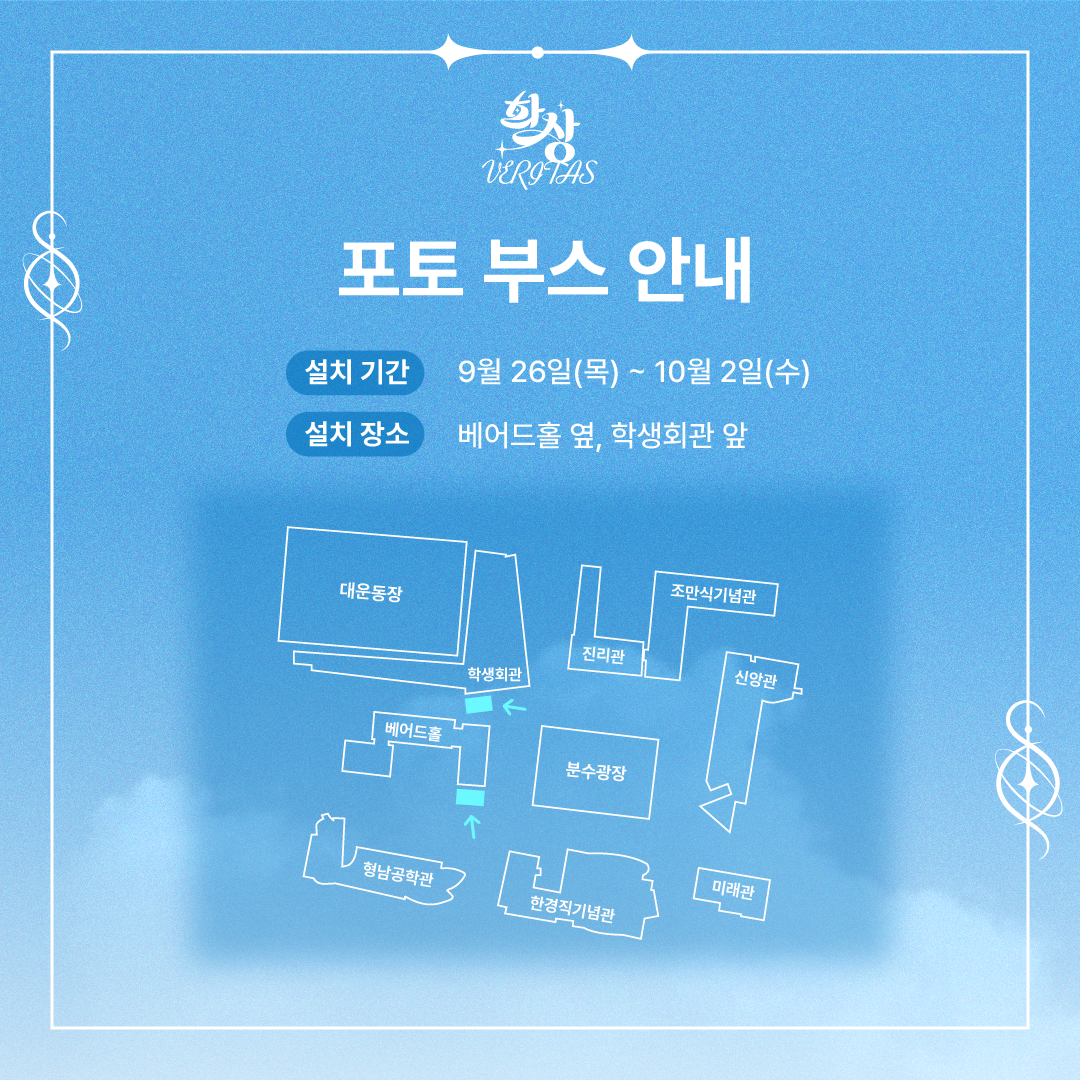 환상
VERITAS
포토 부스 안내
설치 기간 9월 26일(목) ~ 10월 2일(수)
설치 장소 베어드홀 옆, 학생회관 앞
대운동장
조만식기념관
진리관
학생회관
신양관
베어드홀
분수광장
형남공학관
한경직기념관
미래관